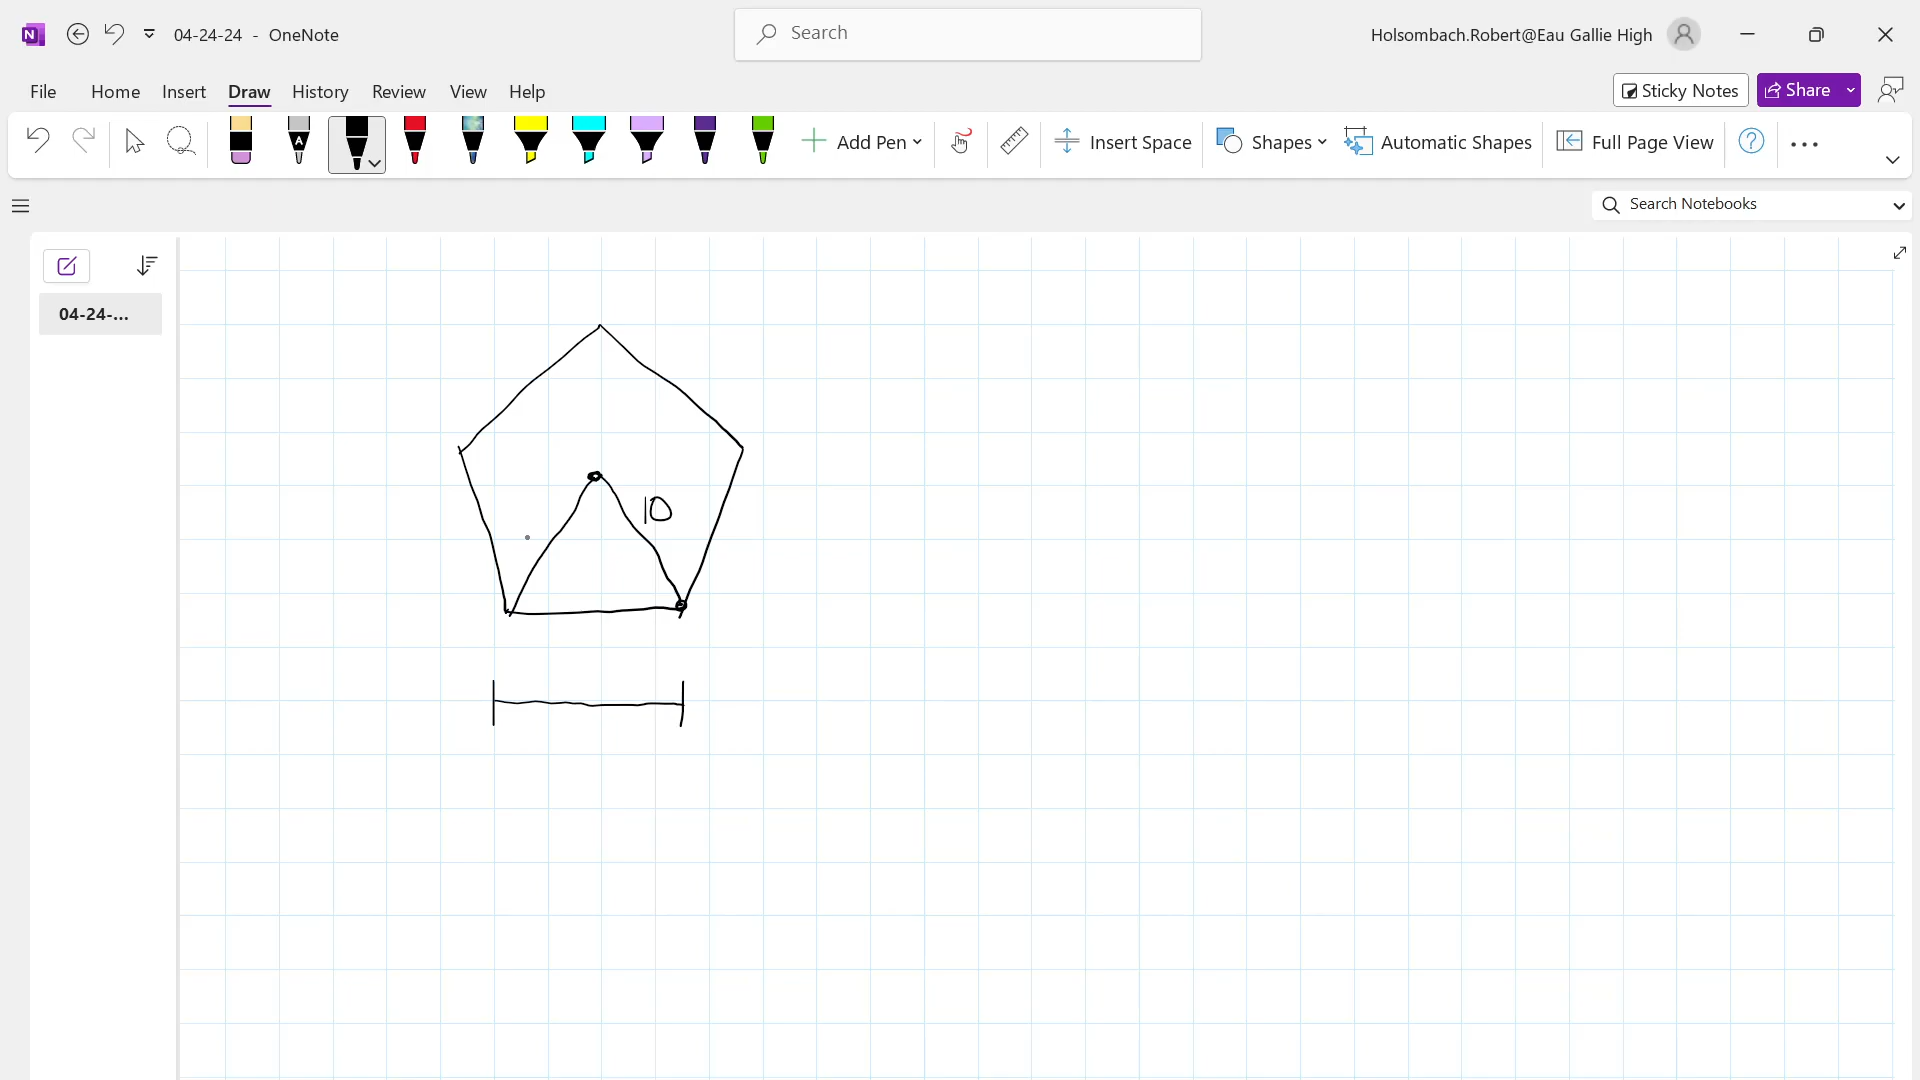 04-24-24 - OneNote
Search
Holsombach.Robert@Eau Gallie High
File Home Insert Draw History Review View Help
Sticky Notes Share
A Add Pen Insert Space Shapes Automatic Shapes Full Page View ? ...
Search Notebooks
04-24-...
10